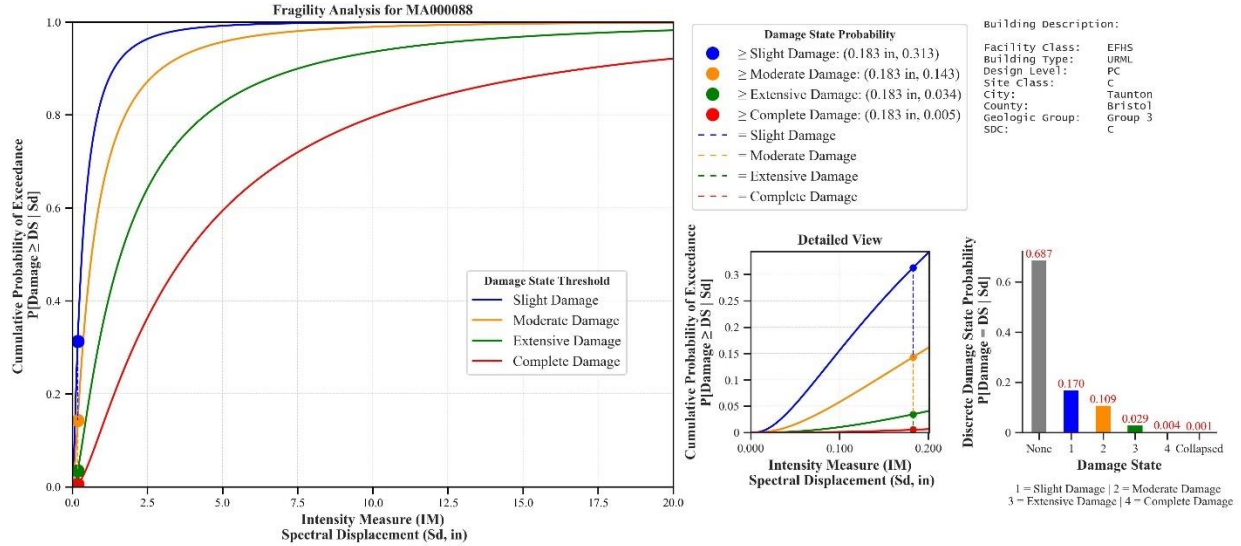 Fragility Analysis for MA000088
1.0
0.8
0.6
0.4
0.2
0.0
Cumulative Probability of Exceedance
P[Damage ≥ DS | Sd]
Damage State Threshold
Slight Damage
Moderate Damage
Extensive Damage
Complete Damage
0.0 2.5 5.0 7.5 10.0 12.5 15.0 17.5 20.0
Intensity Measure (IM)
Spectral Displacement (Sd, in)
Damage State Probability
≥ Slight Damage: (0.183 in, 0.313)
≥ Moderate Damage: (0.183 in, 0.143)
≥ Extensive Damage: (0.183 in, 0.034)
≥ Complete Damage: (0.183 in, 0.005)
= Slight Damage
= Moderate Damage
= Extensive Damage
= Complete Damage
Building Description:
Facility Class: EFHS
Building Type: URML
Design Level: PC
Site Class: C
City: Taunton
County: Bristol
Geologic Group: Group 3
SDC: C
Detailed View
0.3
0.25
0.2
0.15
0.1
0.05
0
Cumulative Probability of Exceedance
P[Damage ≥ DS | Sd]
0.000 0.100 0.200
Intensity Measure (IM)
Spectral Displacement (Sd, in)
Discrete Damage State Probability
P[Damage = DS | Sd]
0.6
0.4
0.2
0
0.687
0.170
0.109
0.029
0.004
0.001
None 1 2 3 4 Collapsed
Damage State
1 = Slight Damage | 2 = Moderate Damage
3 = Extensive Damage | 4 = Complete Damage